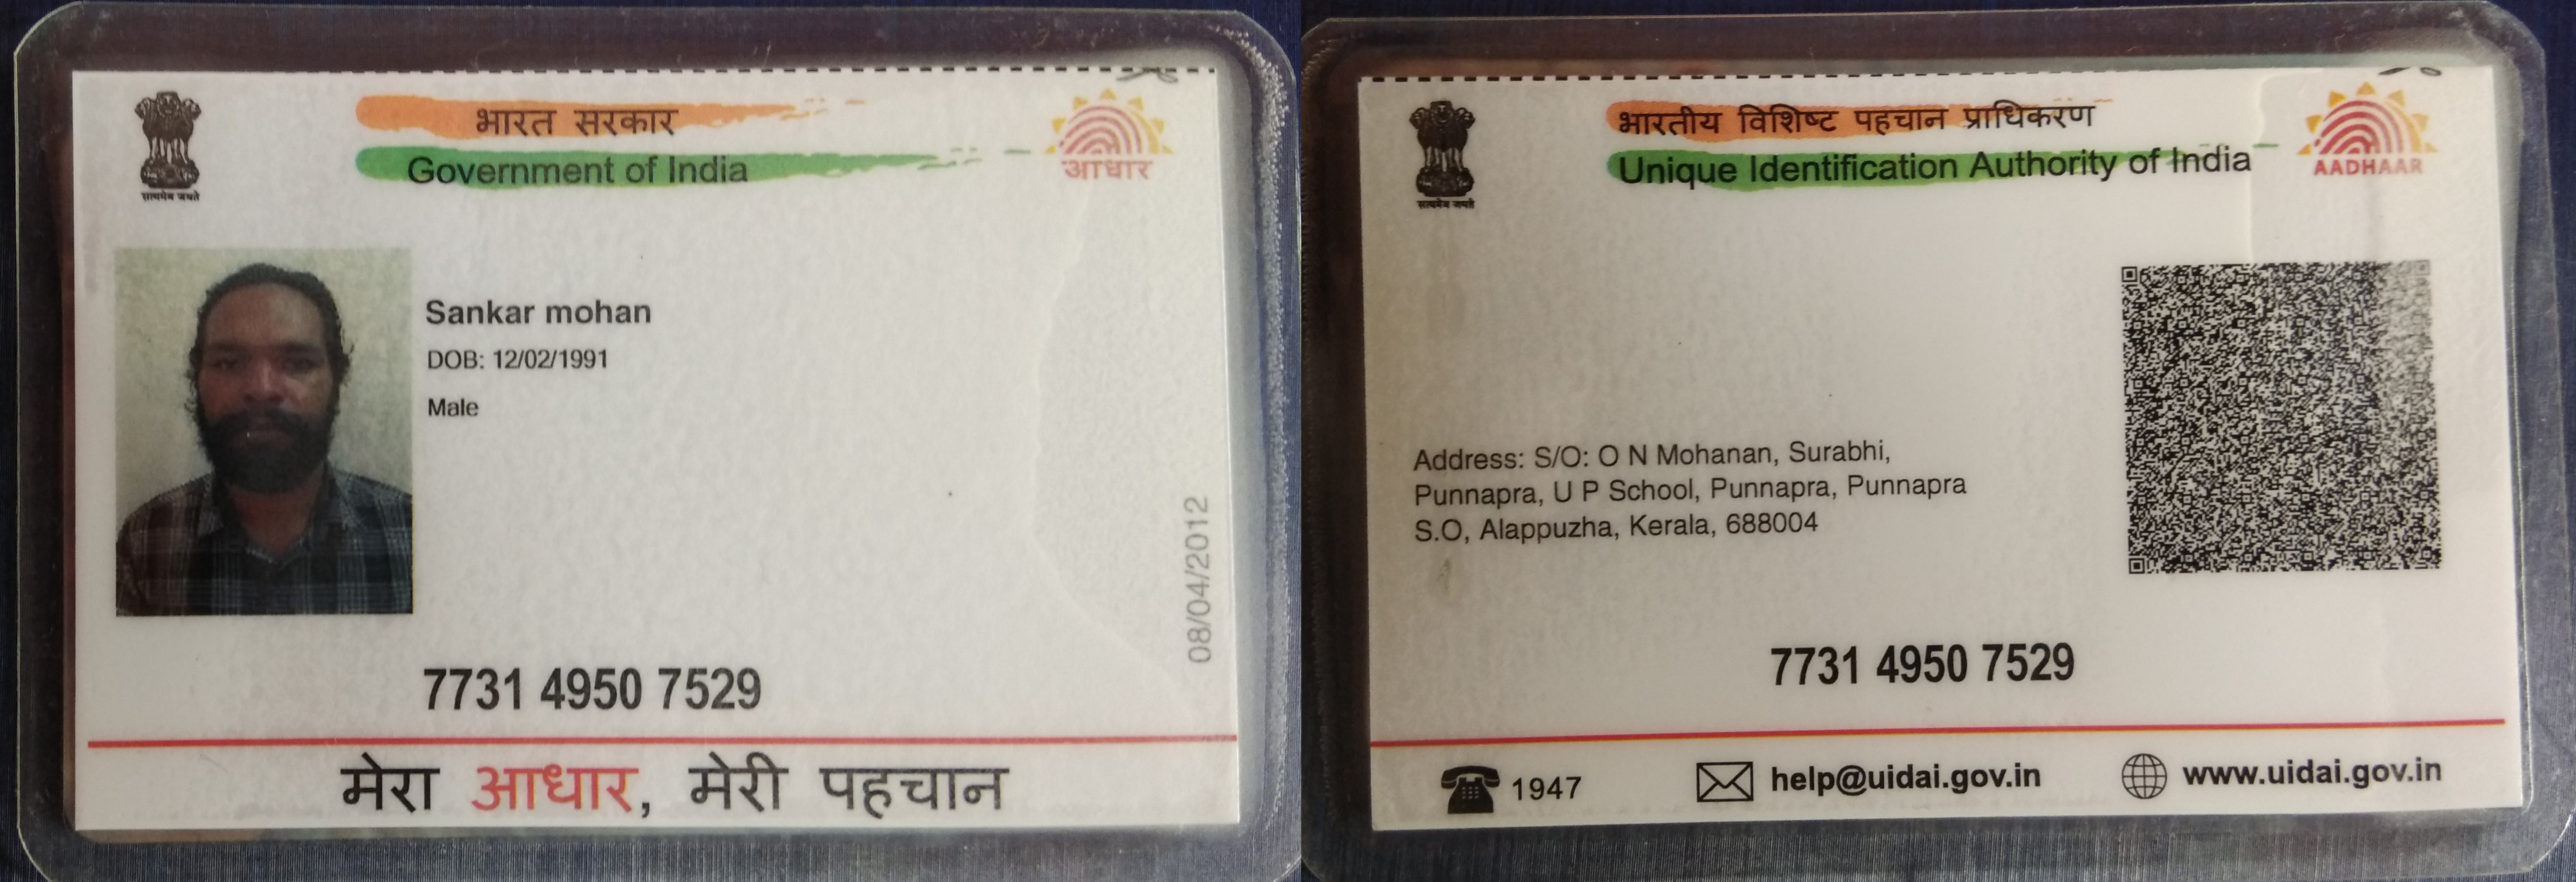 भारत सरकार
Government of India
आधार
सत्यमेव जयते
Sankar mohan
DOB: 12/02/1991
Male
08/04/2012
7731 4950 7529
मेरा आधार, मेरी पहचान
भारतीय विशिष्ट पहचान प्राधिकरण
Unique Identification Authority of India
AADHAAR
सत्यमेव जयते
Address: S/O: O N Mohanan, Surabhi,
Punnapra, U P School, Punnapra, Punnapra
S.O, Alappuzha, Kerala, 688004
7731 4950 7529
1947
help@uidai.gov.in
www.uidai.gov.in